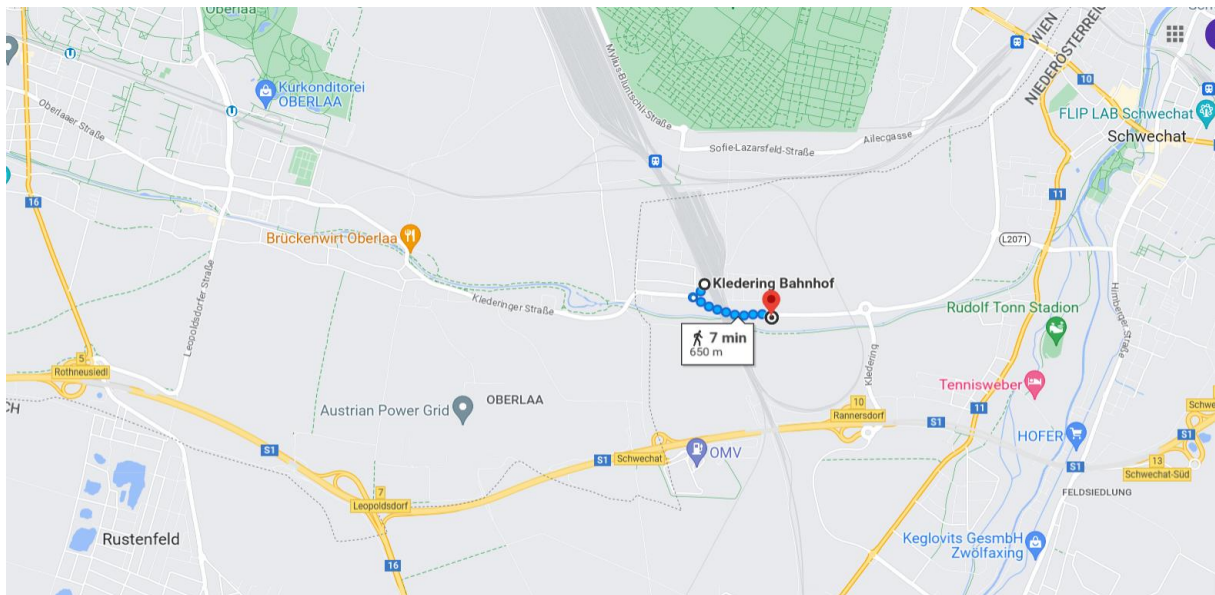 Oberlaa
WIEN
NIEDERÖSTERREICH
U
10
Kurkonditorei
OBERLAA
Mylius-Bluntschli-Straße
FLIP LAB Schwechat
Oberlaaer Straße
U
Schwechat
Ailecgasse
Sofie-Lazarsfeld-Straße
16
11
Brückenwirt Oberlaa
L2071
Leopoldsdorfer Straße
Klederinger Straße
Kledering Bahnhof
Himberger Straße
Rudolf Tonn Stadion
7 min
650 m
Kledering
5
Rothneusiedl
Tennisweber
Austrian Power Grid
OBERLAA
10
Rannersdorf
11
S1
HOFER
S1
S1
S1
Schwechat
OMV
S1
13
Schwechat-Süd
7
Leopoldsdorf
FELDSIEDLUNG
Rustenfeld
Keglovits GesmbH
Zwölfaxing
16